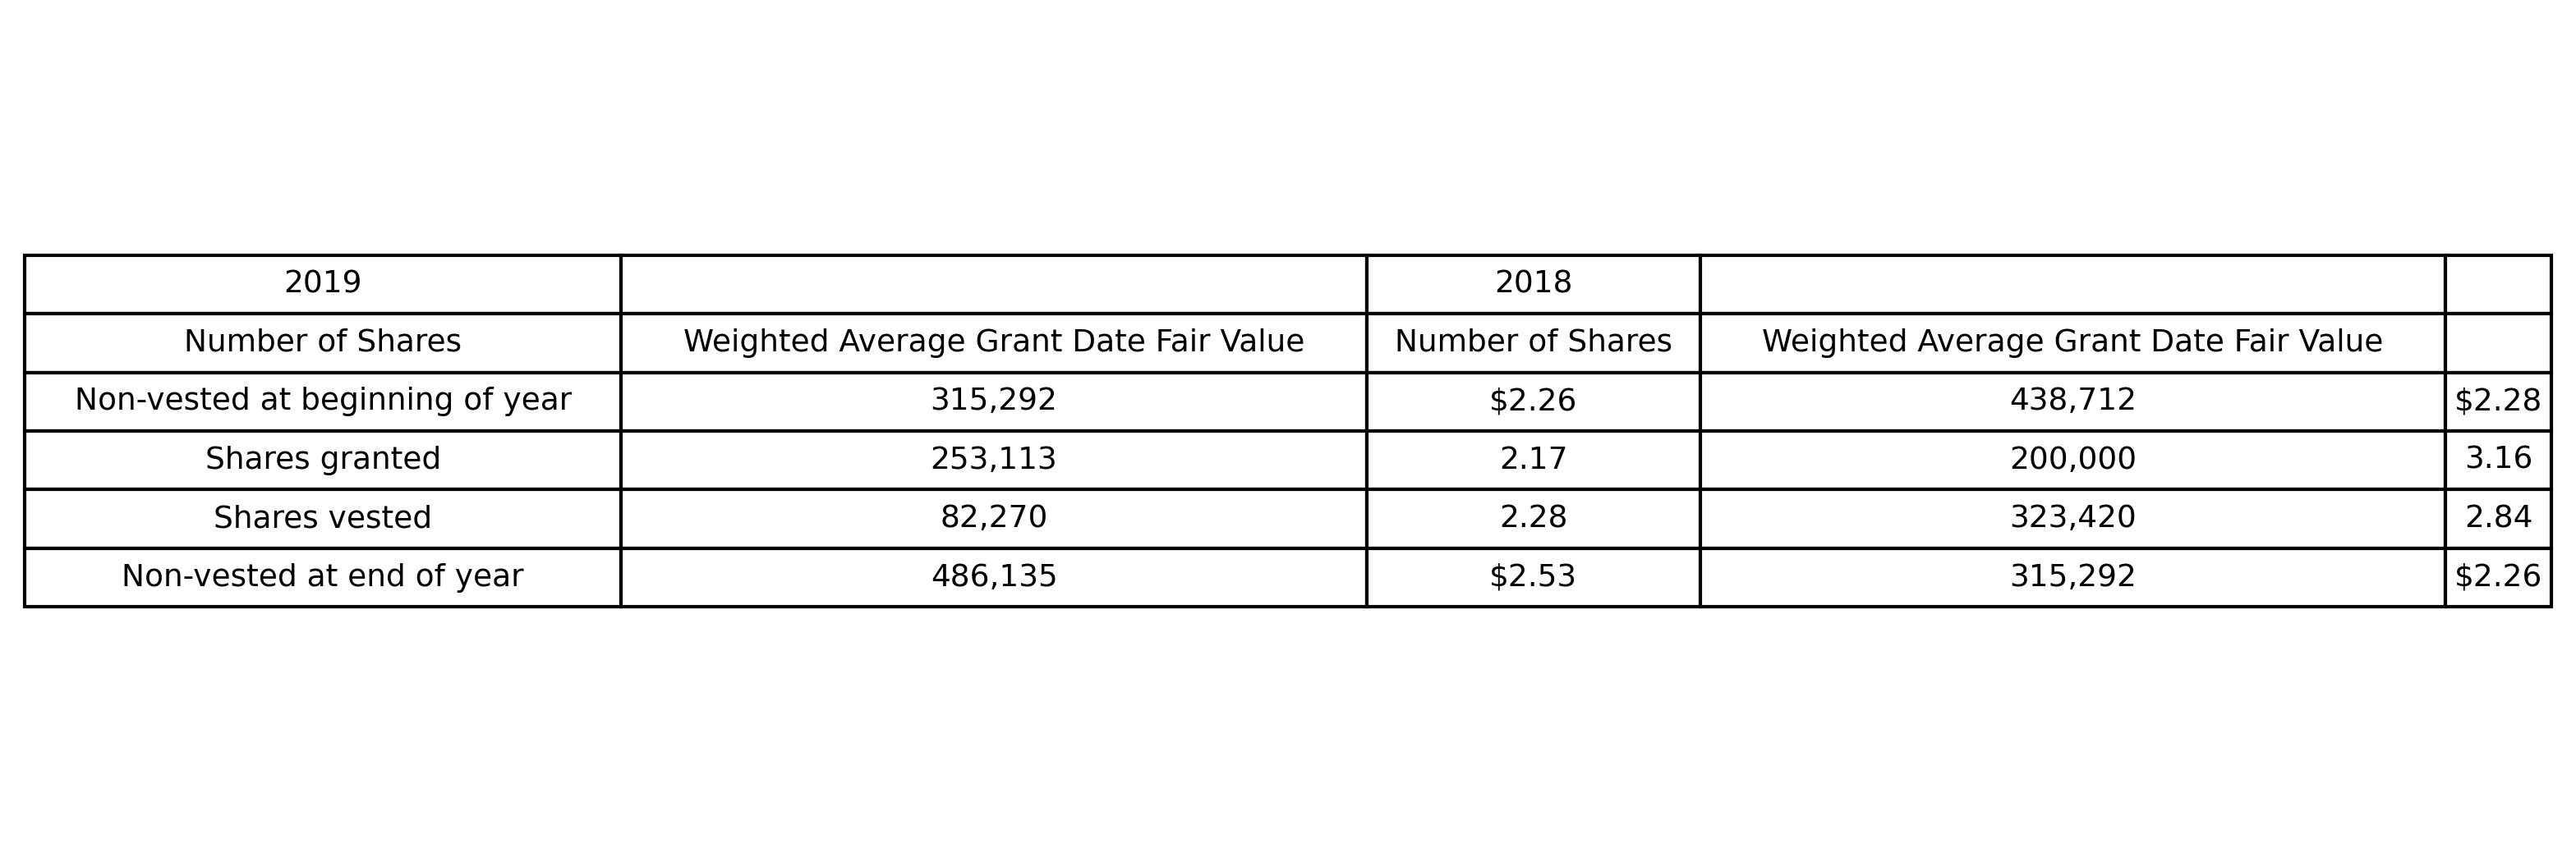 2019 2018
Number of Shares Weighted Average Grant Date Fair Value Number of Shares Weighted Average Grant Date Fair Value
Non-vested at beginning of year 315,292 $2.26 438,712 $2.28
Shares granted 253,113 2.17 200,000 3.16
Shares vested 82,270 2.28 323,420 2.84
Non-vested at end of year 486,135 $2.53 315,292 $2.26